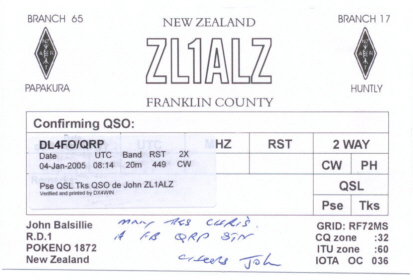 BRANCH 65
NEW ZEALAND
BRANCH 17
ZL1ALZ
PAPAKURA
HUNTLY
FRANKLIN COUNTY
Confirming QSO:
DL4FO/QRP
MHZ RST 2 WAY
Date UTC Band RST 2X
04-Jan-2005 08:14 20m 449 CW
CW PH
Pse QSL Tks QSO de John ZL1ALZ
Verified and printed by DX4WIN
QSL
Pse Tks
John Balsillie
R.D.1
POKENO 1872
New Zealand
many tks CHRIS.
A FB QRP SIN
cheers John
GRID: RF72MS
CQ zone :32
ITU zone :60
IOTA OC 036